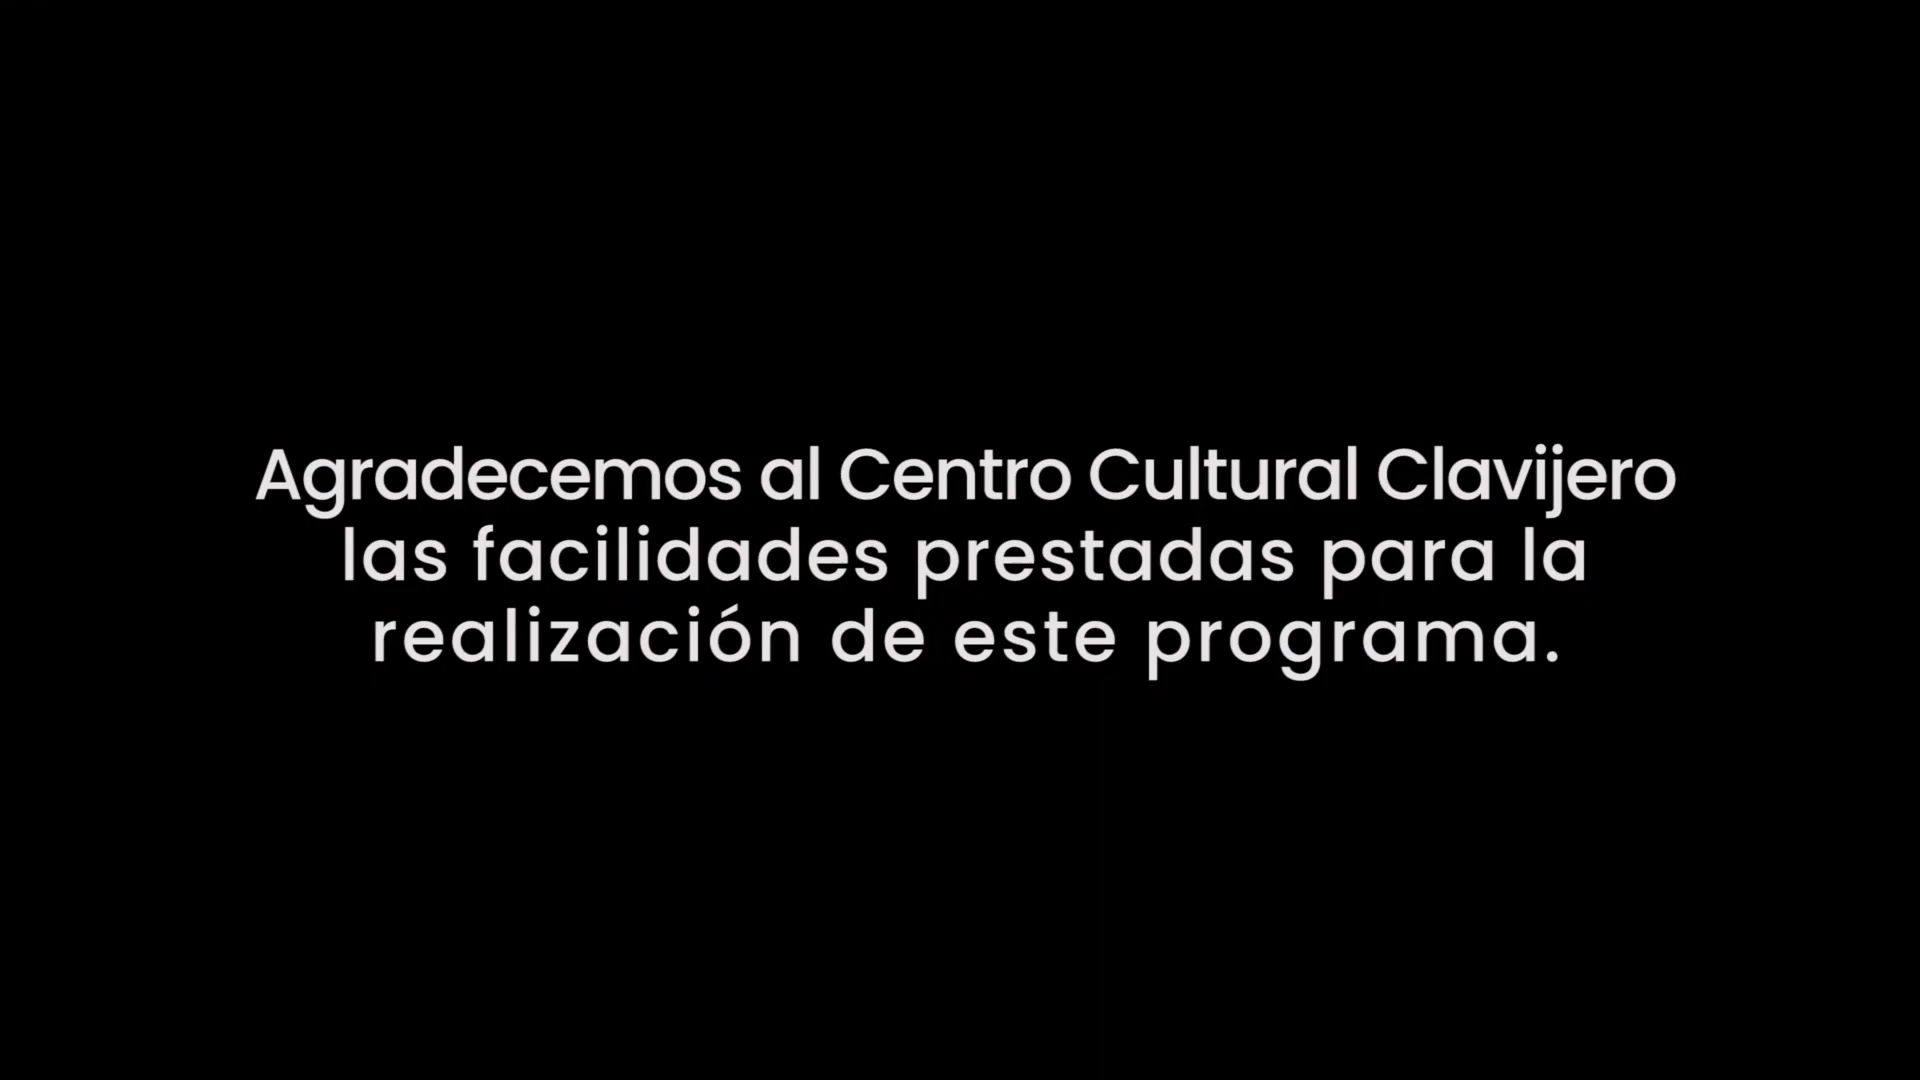 Agradecemos al Centro Cultural Clavijero
las facilidades prestadas para la
realización de este programa.